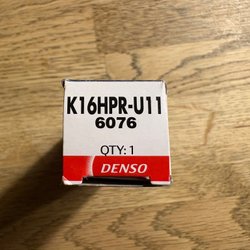 K16HPR-U11
6076
QTY: 1
DENSO